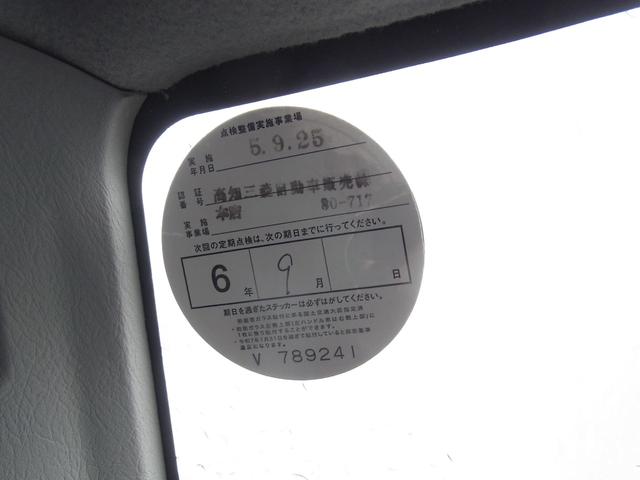 点検整備実施事業場
実施年月日 5.9.25
認証番号 高知三菱自動車販売㈱
実施事業場 本店 80-717
次回の定期点検は、次の期日までに行ってください。
6年 9月 日
期日を過ぎたステッカーは必ずはがしてください。
V 789241